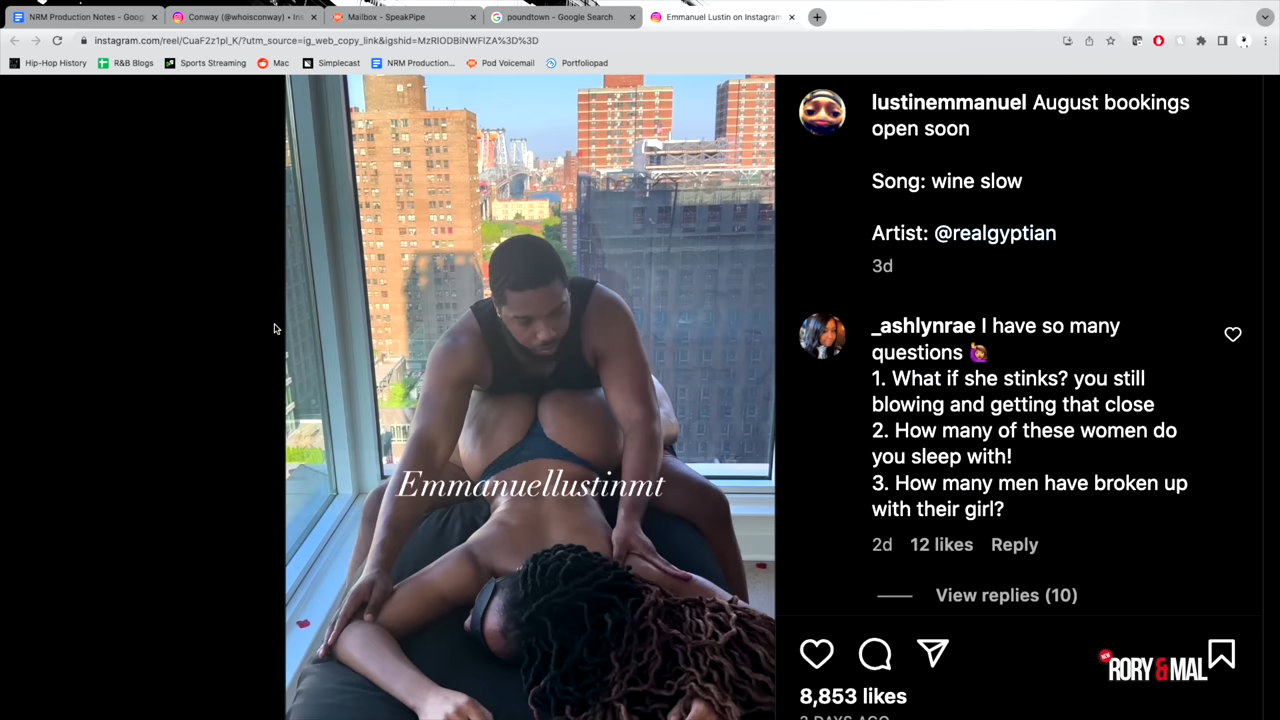 NRM Production Notes - Goog
Conway (@whoisconway) • Ins
Mailbox - SpeakPipe
poundtown - Google Search
Emmanuel Lustin on Instagram
instagram.com/reel/CuaF2z1pl_K/?utm_source=ig_web_copy_link&igshid=MzRlODBiNWFlZA%3D%3D
Hip-Hop History
R&B Blogs
Sports Streaming
Mac
Simplecast
NRM Production...
Pod Voicemail
Portfoliopad
lustinemmanuel August bookings
open soon
Song: wine slow
Artist: @realgyptian
3d
_ashlynrae I have so many
questions 🙋🏽‍♀️
1. What if she stinks? you still
blowing and getting that close
2. How many of these women do
you sleep with!
3. How many men have broken up
with their girl?
2d 12 likes Reply
View replies (10)
Emmanuellustinmt
NEW
RORY & MAL
8,853 likes